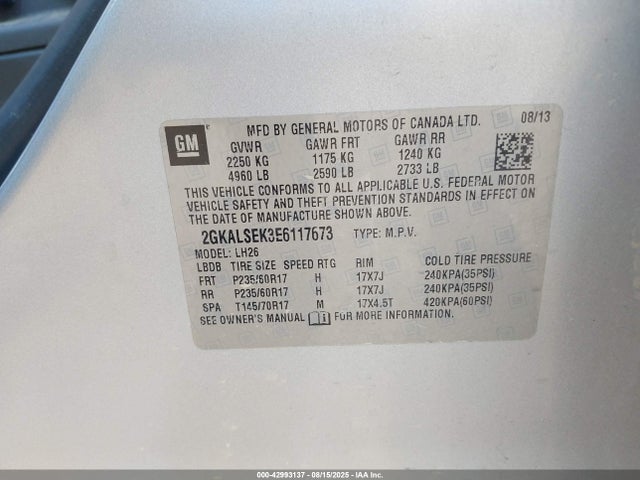 GM
MFD BY GENERAL MOTORS OF CANADA LTD. 08/13
GVWR GAWR FRT GAWR RR
2250 KG 1175 KG 1240 KG
4960 LB 2590 LB 2733 LB
THIS VEHICLE CONFORMS TO ALL APPLICABLE U.S. FEDERAL MOTOR
VEHICLE SAFETY AND THEFT PREVENTION STANDARDS IN EFFECT ON
THE DATE OF MANUFACTURE SHOWN ABOVE.
2GKALSEK3E6117673 TYPE: M.P.V.
MODEL: LH26
LBDB TIRE SIZE SPEED RTG RIM COLD TIRE PRESSURE
FRT P235/60R17 H 17X7J 240KPA(35PSI)
RR P235/60R17 H 17X7J 240KPA(35PSI)
SPA T145/70R17 M 17X4.5T 420KPA(60PSI)
SEE OWNER'S MANUAL FOR MORE INFORMATION.
000-42993137 - 08/15/2025 - IAA Inc.